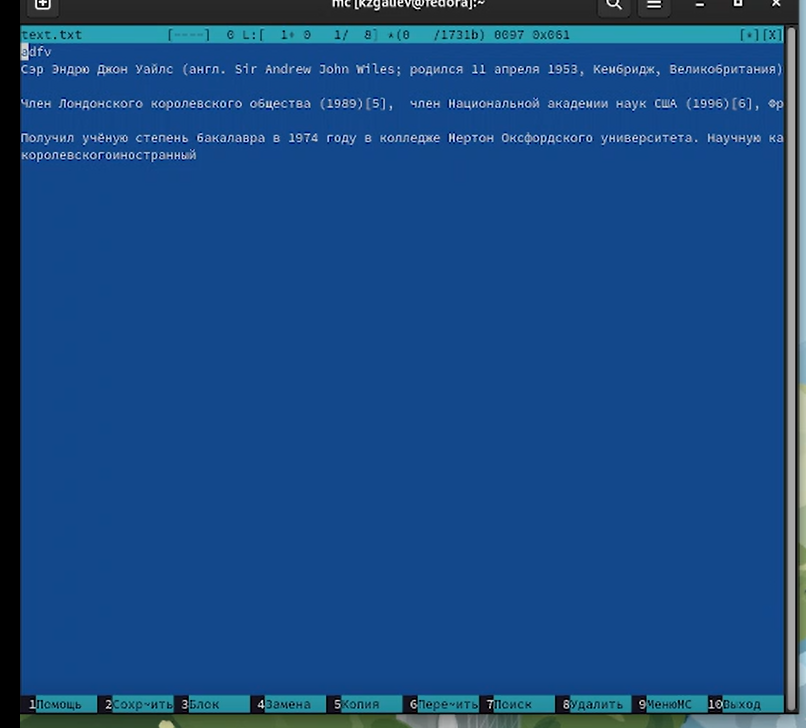 mc [kzgaliev@fedora]:~
text.txt [----] 0 L:[ 1+ 0 1/ 8] *(0 /1731b) 0097 0x061 [*][X]
adfv
Сэр Эндрю Джон Уайлс (англ. Sir Andrew John Wiles; родился 11 апреля 1953, Кембридж, Великобритания)
Член Лондонского королевского общества (1989)[5], член Национальной академии наук США (1996)[6], Фр
Получил учёную степень бакалавра в 1974 году в колледже Мертон Оксфордского университета. Научную ка
королевскогоиностранный
1Помощь 2Сохр~ить 3Блок 4Замена 5Копия 6Пере~ить 7Поиск 8Удалить 9МенюМС 10Выход